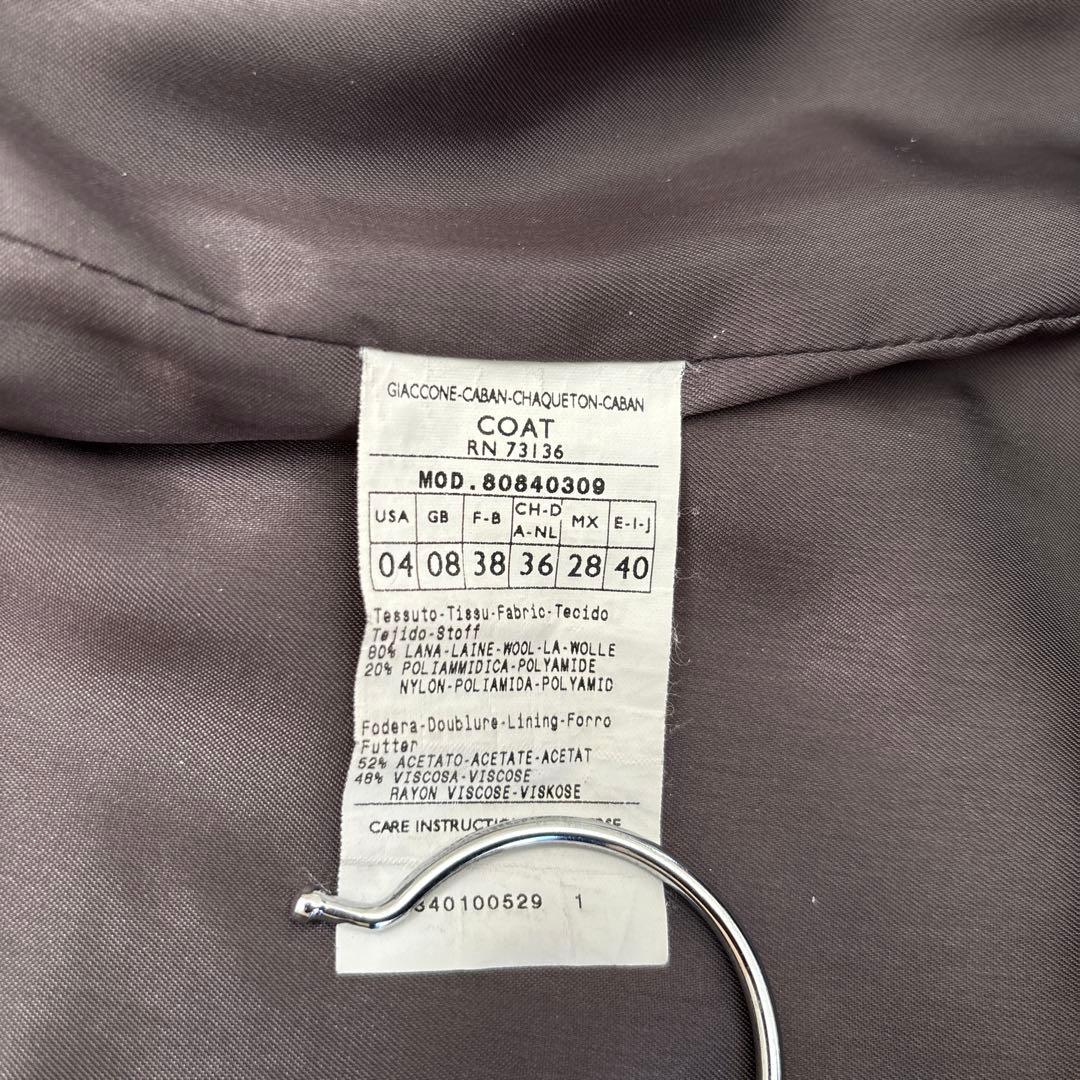 GIACCONE-CABAN-CHAQUETON-CABAN
COAT
RN 73136
MOD.80840309
USA GB F-B CH-D A-NL MX E-I-J
04 08 38 36 28 40
Tessuto-Tissu-Fabric-Tecido
Tejido-Stoff
80% LANA-LAINE-WOOL-LA-WOLLE
20% POLIAMMIDICA-POLYAMIDE
NYLON-POLIAMIDA-POLYAMID
Fodera-Doublure-Lining-Forro
Futter
52% ACETATO-ACETATE-ACETAT
48% VISCOSA-VISCOSE
RAYON VISCOSE-VISKOSE
CARE
340100529 1